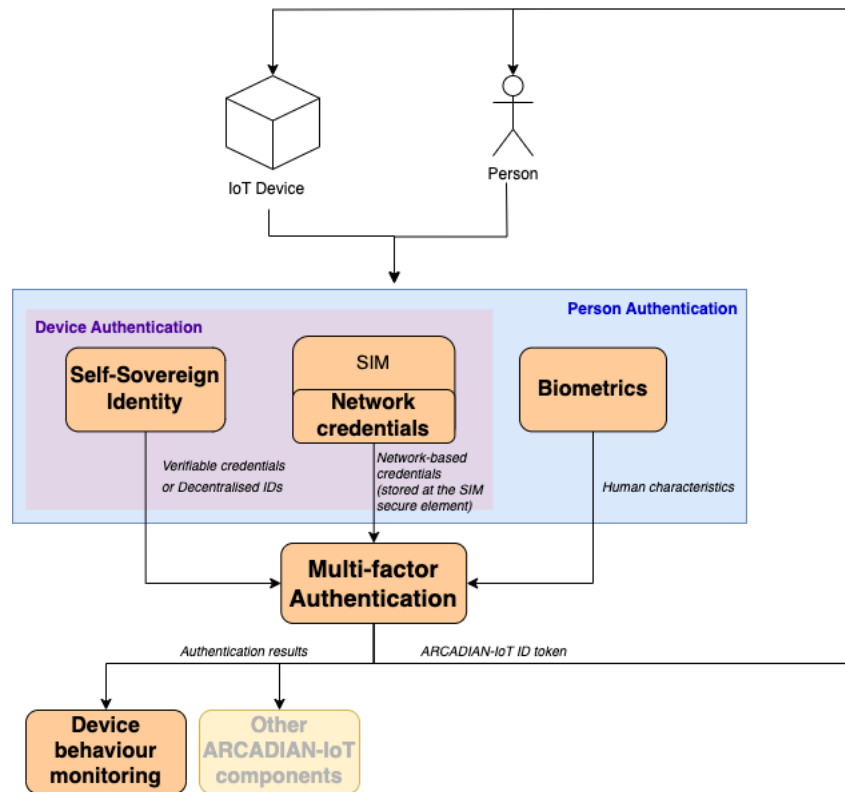 IoT Device
Person
Person Authentication
Device Authentication
Self-Sovereign
Identity
SIM
Network
credentials
Biometrics
Verifiable credentials
or Decentralised IDs
Network-based
credentials
(stored at the SIM
secure element)
Human characteristics
Multi-factor
Authentication
Authentication results
ARCADIAN-IoT ID token
Device
behaviour
monitoring
Other
ARCADIAN-IoT
components